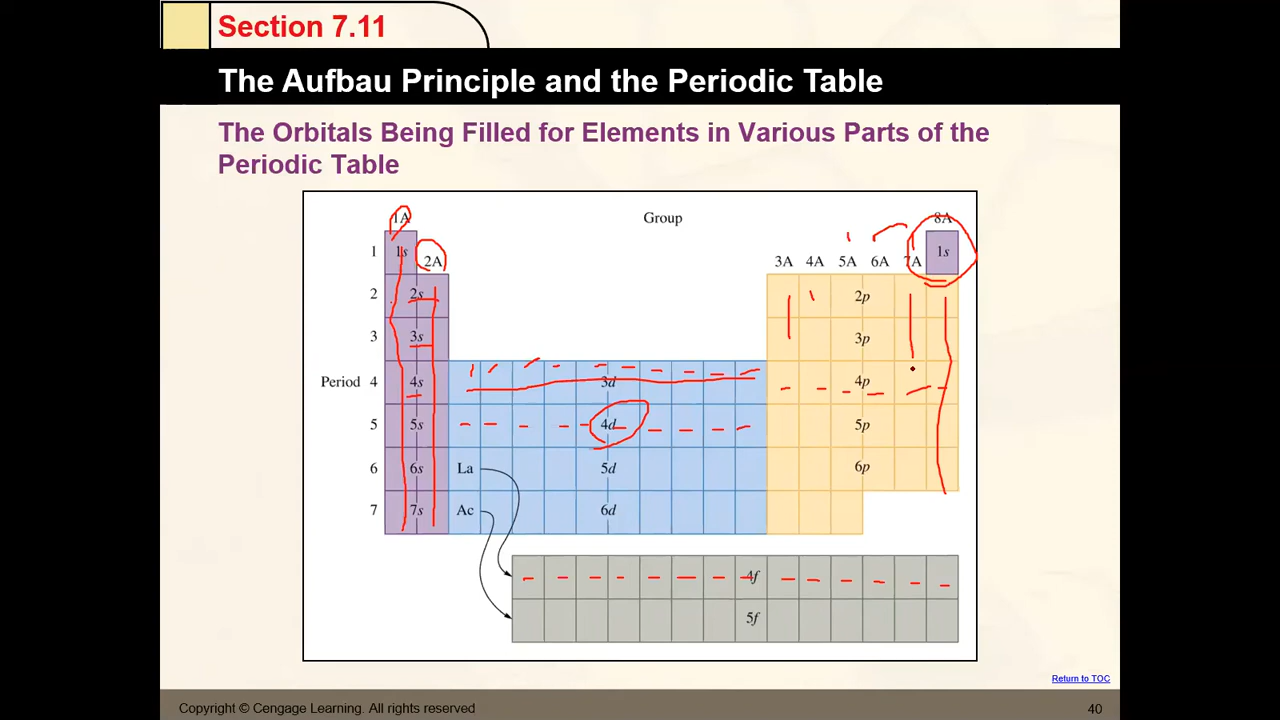 Section 7.11
The Aufbau Principle and the Periodic Table
The Orbitals Being Filled for Elements in Various Parts of the
Periodic Table
1A Group 8A
1 1s 2A 3A 4A 5A 6A 7A 1s
2 2s 2p
3 3s 3p
Period 4 4s 3d 4p
5 5s 4d 5p
6 6s La 5d 6p
7 7s Ac 6d
4f
5f
Return to TOC
Copyright © Cengage Learning. All rights reserved 40